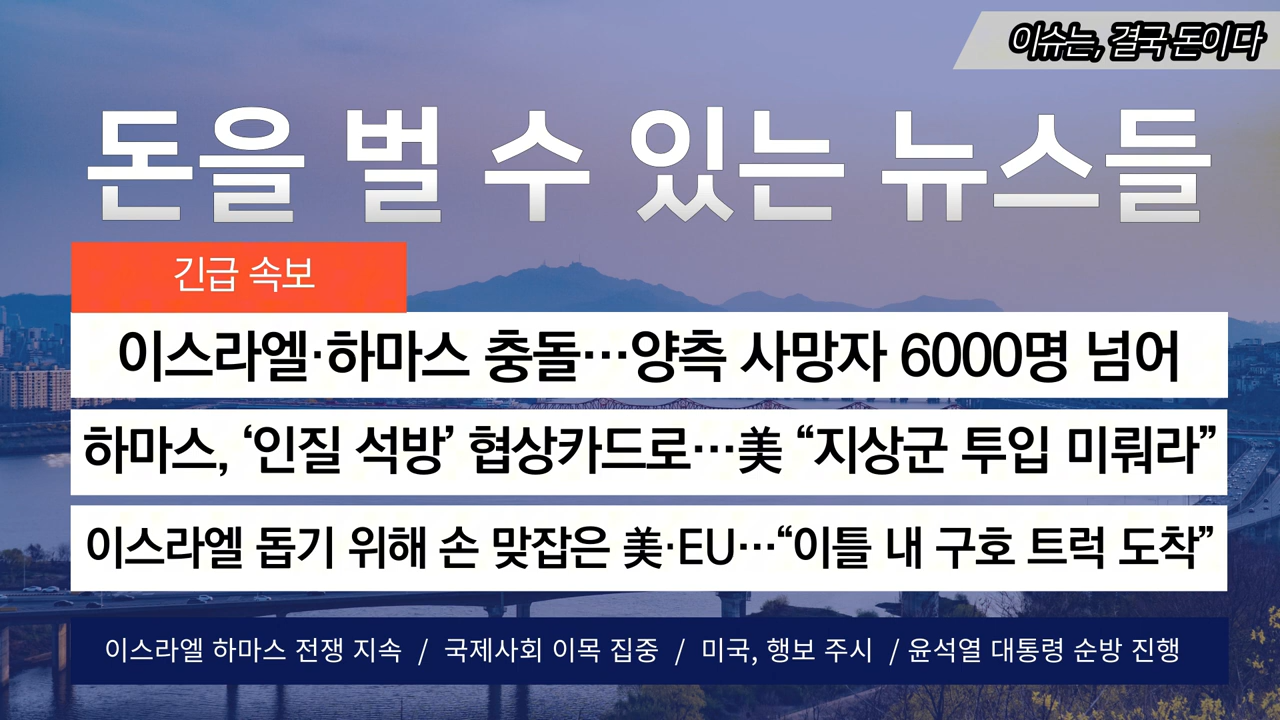 이슈는, 결국 돈이다
돈을 벌 수 있는 뉴스들
긴급 속보
이스라엘·하마스 충돌…양측 사망자 6000명 넘어
하마스, ‘인질 석방’ 협상카드로…美 “지상군 투입 미뤄라”
이스라엘 돕기 위해 손 맞잡은 美·EU…“이틀 내 구호 트럭 도착”
이스라엘 하마스 전쟁 지속 / 국제사회 이목 집중 / 미국, 행보 주시 / 윤석열 대통령 순방 진행